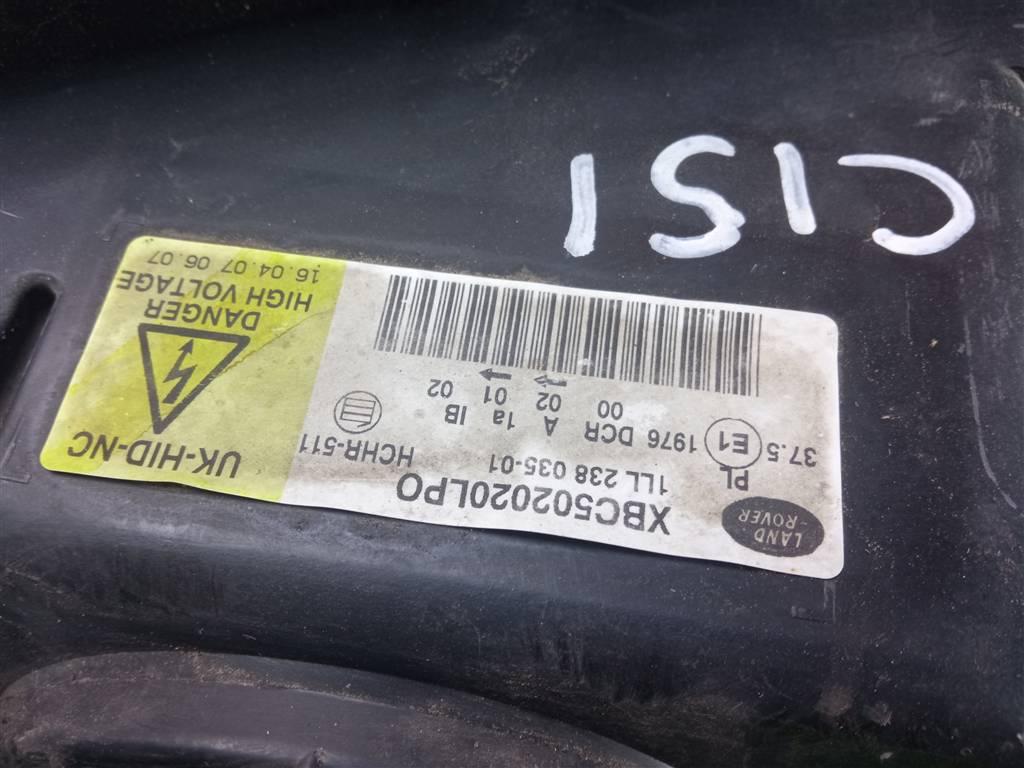 LAND
-ROVER
XBC502020LPO
PL 1LL 238 035-01
HCHR-511
37.5 E1 1976 DCR A 1a IB
00 02 01 02
UK-HID-NC
DANGER
HIGH VOLTAGE
16.04.07 06.07
C151